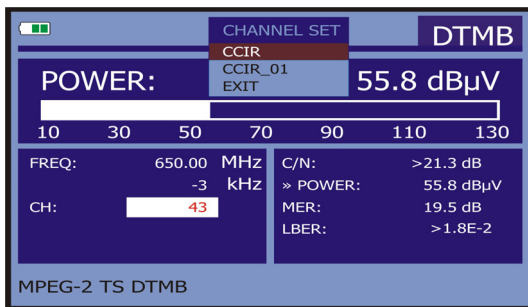 CHANNEL SET
DTMB
CCIR
CCIR_01
EXIT
POWER: 55.8 dBµV
10 30 50 70 90 110 130
FREQ: 650.00 MHz
-3 kHz
CH: 43
C/N: >21.3 dB
» POWER: 55.8 dBµV
MER: 19.5 dB
LBER: >1.8E-2
MPEG-2 TS DTMB